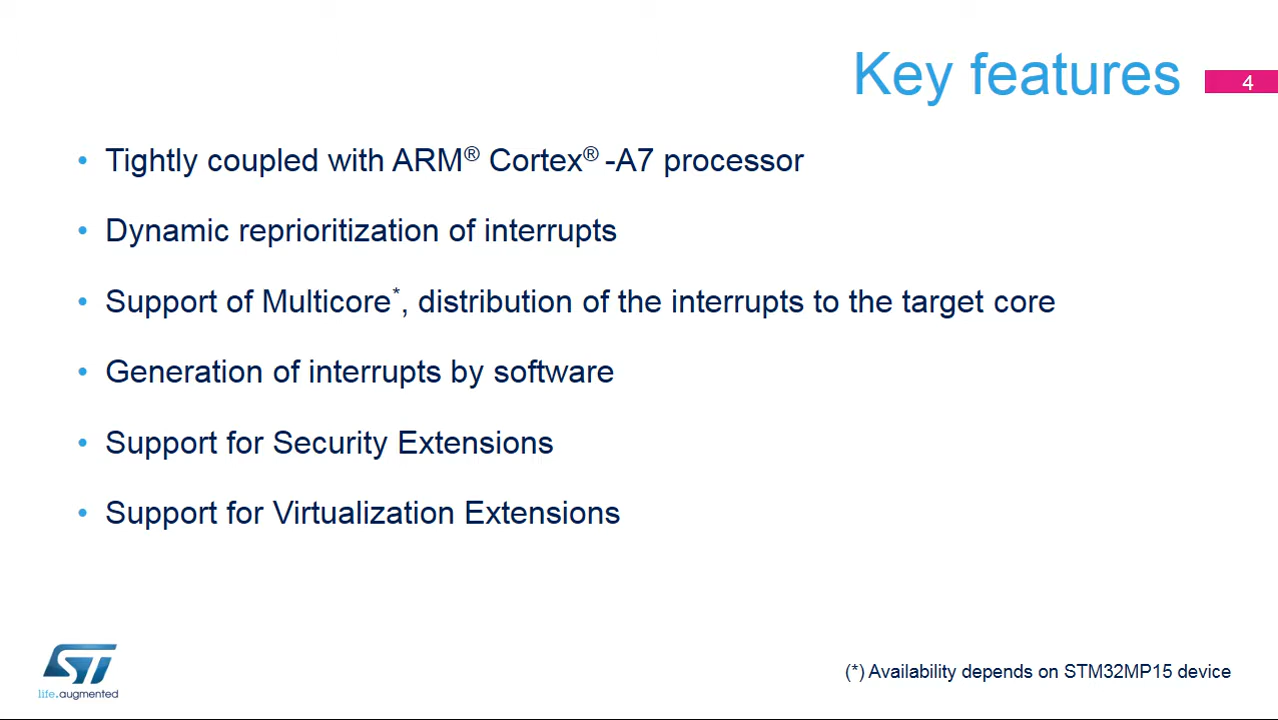 Key features
4
• Tightly coupled with ARM® Cortex® -A7 processor
• Dynamic reprioritization of interrupts
• Support of Multicore*, distribution of the interrupts to the target core
• Generation of interrupts by software
• Support for Security Extensions
• Support for Virtualization Extensions
ST
life.augmented
(*) Availability depends on STM32MP15 device